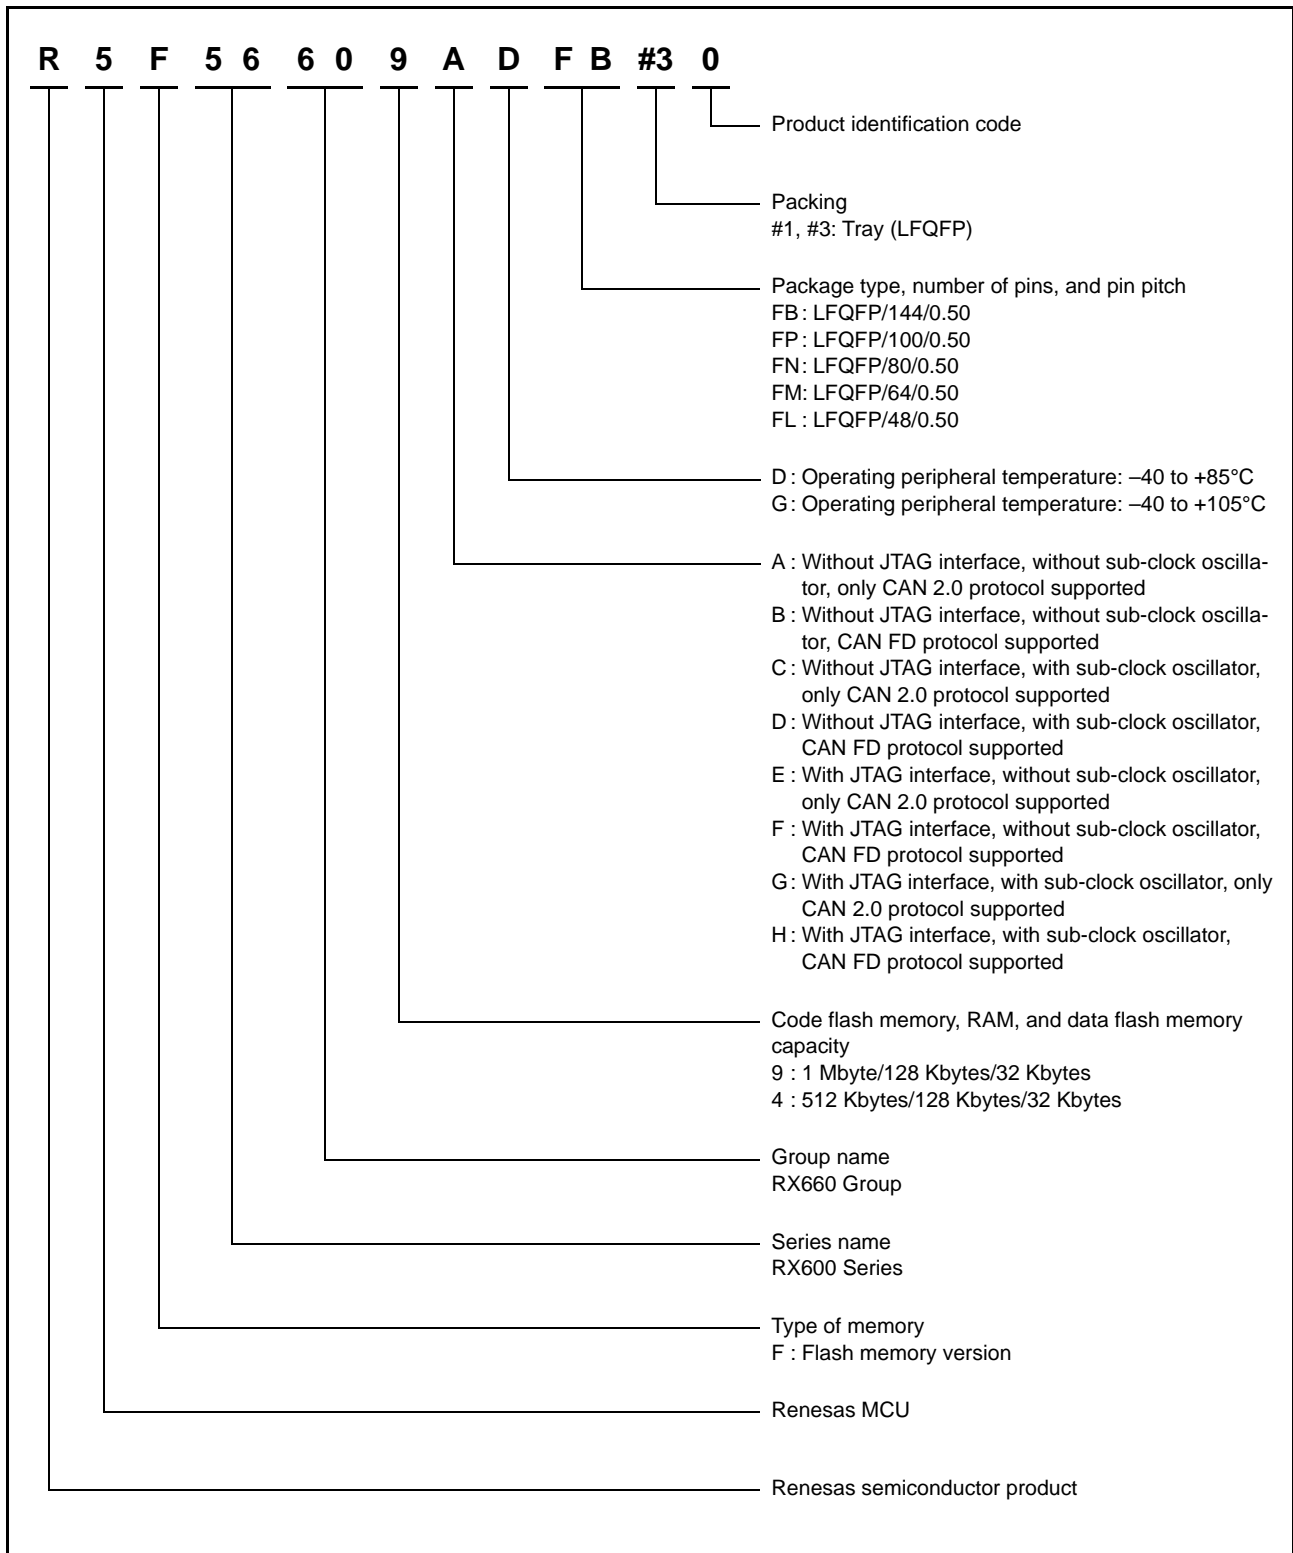 R 5 F 5 6 6 0 9 A D F B #3 0
Product identification code
Packing
#1, #3: Tray (LFQFP)
Package type, number of pins, and pin pitch
FB : LFQFP/144/0.50
FP : LFQFP/100/0.50
FN : LFQFP/80/0.50
FM: LFQFP/64/0.50
FL : LFQFP/48/0.50
D : Operating peripheral temperature: –40 to +85°C
G : Operating peripheral temperature: –40 to +105°C
A : Without JTAG interface, without sub-clock oscilla-
tor, only CAN 2.0 protocol supported
B : Without JTAG interface, without sub-clock oscilla-
tor, CAN FD protocol supported
C : Without JTAG interface, with sub-clock oscillator,
only CAN 2.0 protocol supported
D : Without JTAG interface, with sub-clock oscillator,
CAN FD protocol supported
E : With JTAG interface, without sub-clock oscillator,
only CAN 2.0 protocol supported
F : With JTAG interface, without sub-clock oscillator,
CAN FD protocol supported
G : With JTAG interface, with sub-clock oscillator, only
CAN 2.0 protocol supported
H : With JTAG interface, with sub-clock oscillator,
CAN FD protocol supported
Code flash memory, RAM, and data flash memory
capacity
9 : 1 Mbyte/128 Kbytes/32 Kbytes
4 : 512 Kbytes/128 Kbytes/32 Kbytes
Group name
RX660 Group
Series name
RX600 Series
Type of memory
F : Flash memory version
Renesas MCU
Renesas semiconductor product